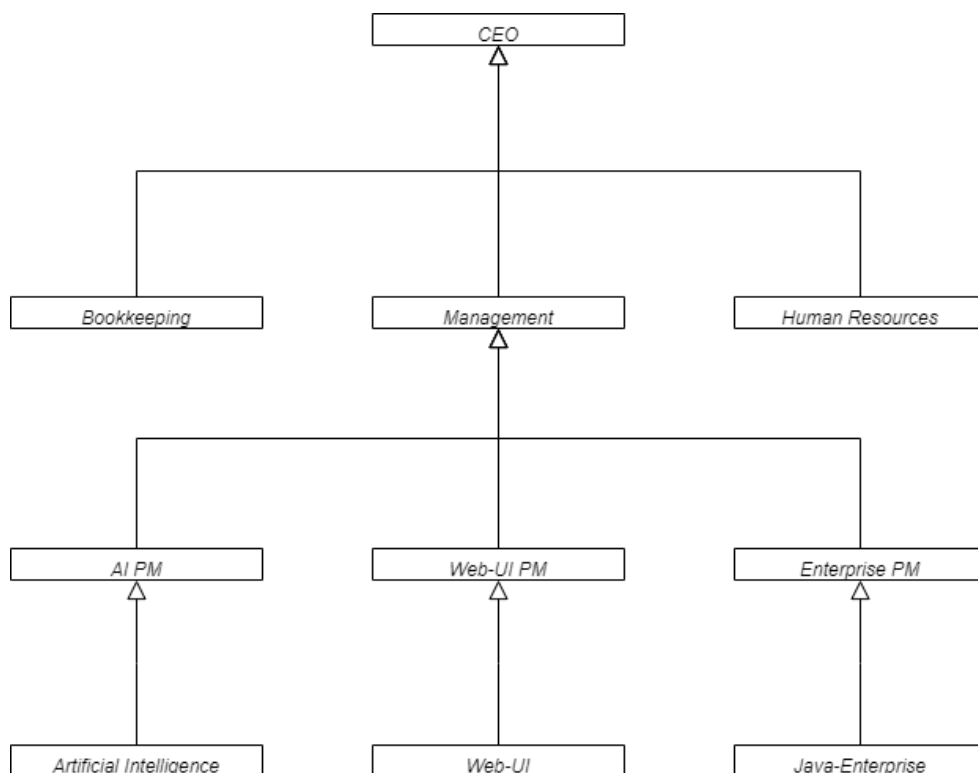 CEO
Bookkeeping
Management
Human Resources
AI PM
Web-UI PM
Enterprise PM
Artificial Intelligence
Web-UI
Java-Enterprise